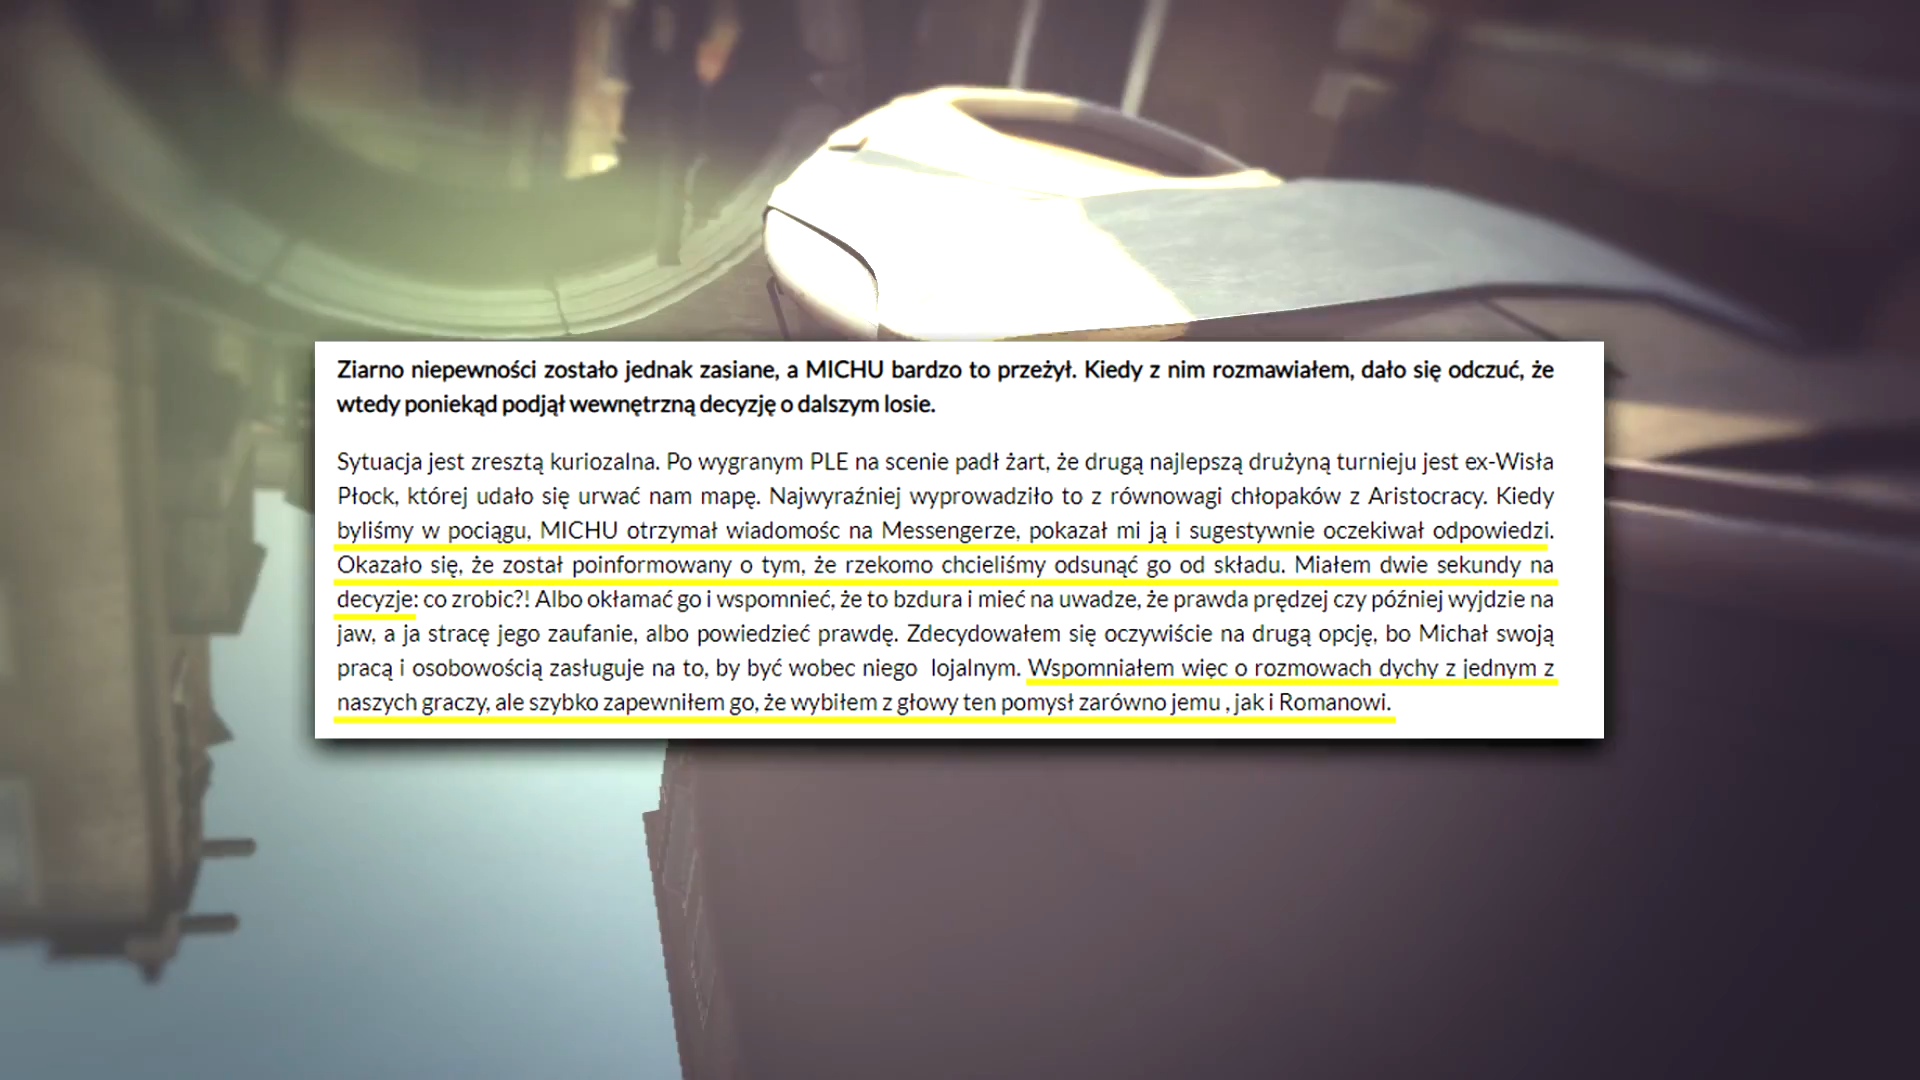 Ziarno niepewności zostało jednak zasiane, a MICHU bardzo to przeżył. Kiedy z nim rozmawiałem, dało się odczuć, że
wtedy poniekąd podjął wewnętrzną decyzję o dalszym losie.
Sytuacja jest zresztą kuriozalna. Po wygranym PLE na scenie padł żart, że drugą najlepszą drużyną turnieju jest ex-Wisła
Płock, której udało się urwać nam mapę. Najwyraźniej wyprowadziło to z równowagi chłopaków z Aristocracy. Kiedy
byliśmy w pociągu, MICHU otrzymał wiadomośc na Messengerze, pokazał mi ją i sugestywnie oczekiwał odpowiedzi.
Okazało się, że został poinformowany o tym, że rzekomo chcieliśmy odsunąć go od składu. Miałem dwie sekundy na
decyzje: co zrobic?! Albo okłamać go i wspomnieć, że to bzdura i mieć na uwadze, że prawda prędzej czy później wyjdzie na
jaw, a ja stracę jego zaufanie, albo powiedzieć prawdę. Zdecydowałem się oczywiście na drugą opcję, bo Michał swoją
pracą i osobowością zasługuje na to, by być wobec niego  lojalnym. Wspomniałem więc o rozmowach dychy z jednym z
naszych graczy, ale szybko zapewniłem go, że wybiłem z głowy ten pomysł zarówno jemu , jak i Romanowi.